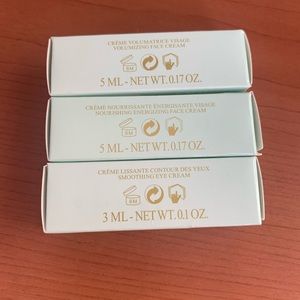 CRÈME VOLUMATRICE VISAGE
VOLUMIZING FACE CREAM
5 ML - NET WT. 0.17 OZ.
CRÈME NOURRISSANTE ÉNERGISANTE VISAGE
NOURISHING ENERGIZING FACE CREAM
5 ML - NET WT. 0.17 OZ.
CRÈME LISSANTE CONTOUR DES YEUX
SMOOTHING EYE CREAM
3 ML - NET WT. 0.1 OZ.